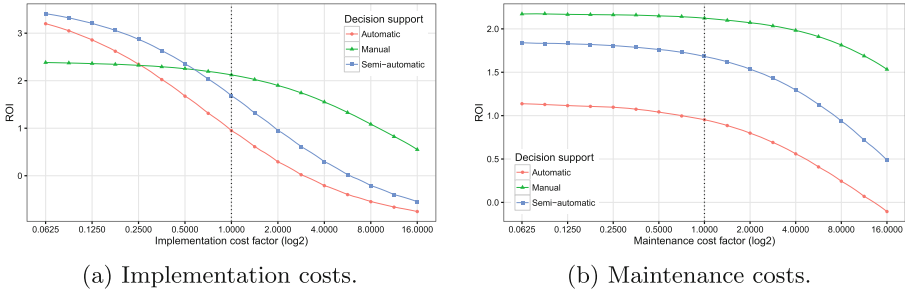 ROI
3
2
1
0
Decision support
Automatic
Manual
Semi-automatic
0.0625 0.1250 0.2500 0.5000 1.0000 2.0000 4.0000 8.0000 16.0000
Implementation cost factor (log2)
(a) Implementation costs.
ROI
2.0
1.5
1.0
0.5
0.0
Decision support
Automatic
Manual
Semi-automatic
0.0625 0.1250 0.2500 0.5000 1.0000 2.0000 4.0000 8.0000 16.0000
Maintenance cost factor (log2)
(b) Maintenance costs.